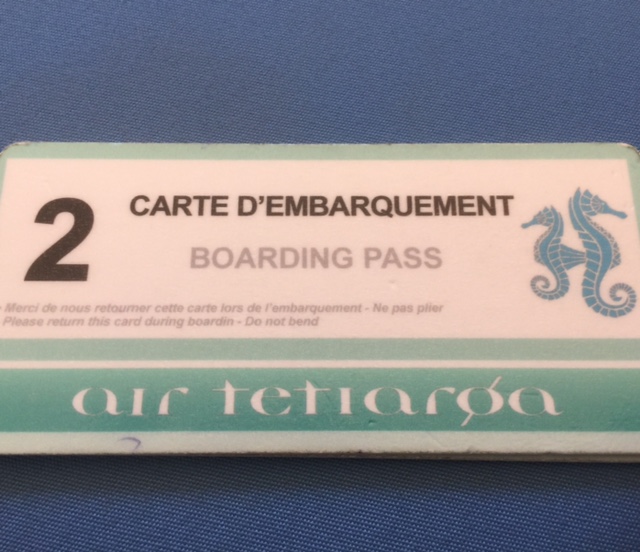 2
CARTE D'EMBARQUEMENT
BOARDING PASS
- Merci de nous retourner cette carte lors de l'embarquement - Ne pas plier
Please return this card during boardin - Do not bend
air tetiarøa